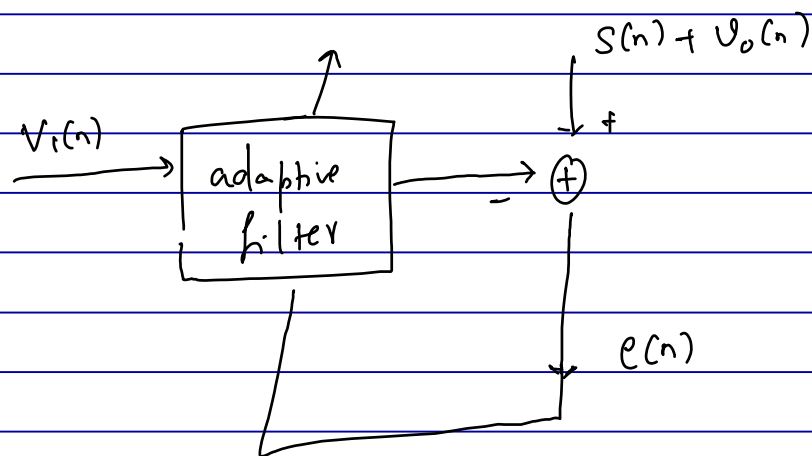 S(n) + V₀(n)
+
V₁(n)
adaptive
filter
+
-
e(n)